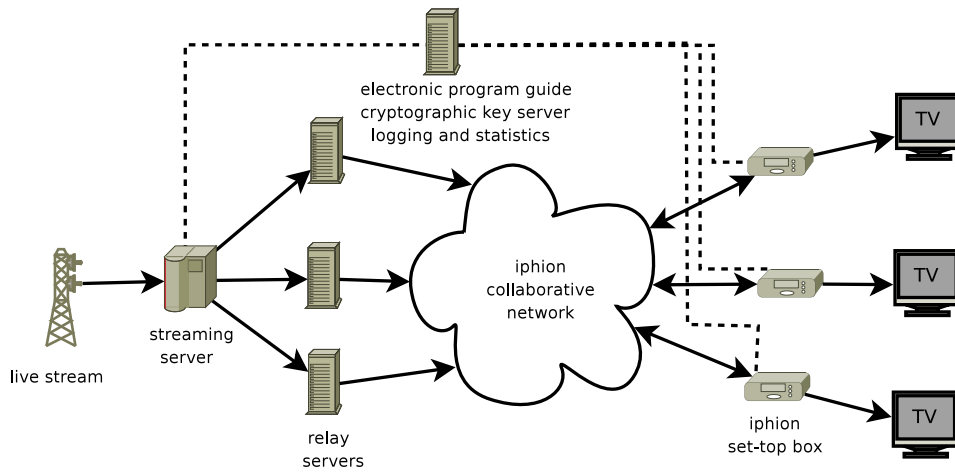 electronic program guide
cryptographic key server
logging and statistics
TV
iphion
collaborative
network
TV
streaming
server
live stream
TV
relay
servers
iphion
set-top box